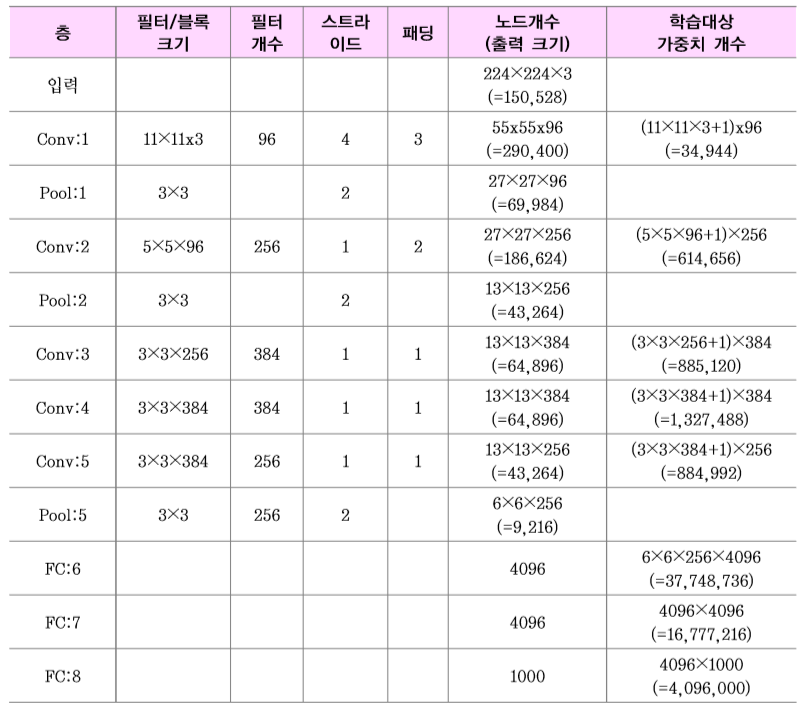 층 필터/블록 크기 필터 개수 스트라이드 패딩 노드개수 (출력 크기) 학습대상 가중치 개수
입력 224×224×3 (=150,528)
Conv:1 11×11x3 96 4 3 55x55x96 (=290,400) (11×11×3+1)x96 (=34,944)
Pool:1 3×3 2 27×27×96 (=69,984)
Conv:2 5×5×96 256 1 2 27×27×256 (=186,624) (5×5×96+1)×256 (=614,656)
Pool:2 3×3 2 13×13×256 (=43,264)
Conv:3 3×3×256 384 1 1 13×13×384 (=64,896) (3×3×256+1)×384 (=885,120)
Conv:4 3×3×384 384 1 1 13×13×384 (=64,896) (3×3×384+1)×384 (=1,327,488)
Conv:5 3×3×384 256 1 1 13×13×256 (=43,264) (3×3×384+1)×256 (=884,992)
Pool:5 3×3 256 2 6×6×256 (=9,216)
FC:6 4096 6×6×256×4096 (=37,748,736)
FC:7 4096 4096×4096 (=16,777,216)
FC:8 1000 4096×1000 (=4,096,000)